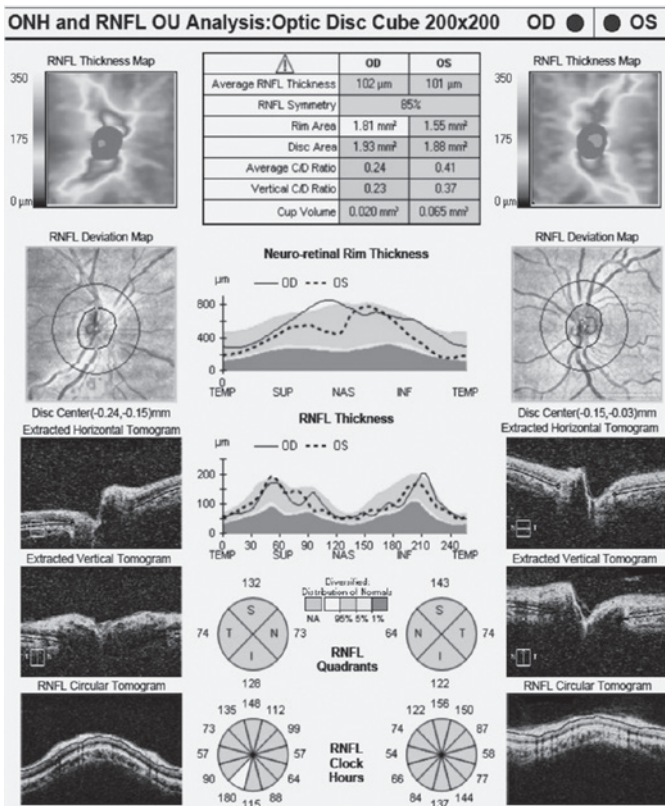 ONH and RNFL OU Analysis:Optic Disc Cube 200x200 OD OS
RNFL Thickness Map
350
175
0 µm
OD OS
Average RNFL Thickness 102 µm 101 µm
RNFL Symmetry 85%
Rim Area 1.81 mm² 1.55 mm²
Disc Area 1.93 mm² 1.88 mm²
Average C/D Ratio 0.24 0.41
Vertical C/D Ratio 0.23 0.37
Cup Volume 0.020 mm² 0.065 mm²
RNFL Thickness Map
350
175
0 µm
RNFL Deviation Map
Disc Center(-0.24,-0.15)mm
Neuro-retinal Rim Thickness
µm OD OS
800
400
0
0
TEMP SUP NAS INF TEMP
RNFL Deviation Map
Disc Center(-0.15,-0.03)mm
Extracted Horizontal Tomogram
RNFL Thickness
µm OD OS
200
100
0
0 30 60 90 120 150 180 210 240
TEMP SUP NAS INF TEMP
Extracted Horizontal Tomogram
Extracted Vertical Tomogram
132
74 S T N I 73
128
Diversified:
Distribution of Normals
NA 95% 5% 1%
RNFL
Quadrants
143
64 S N T I 74
122
Extracted Vertical Tomogram
RNFL Circular Tomogram
148
135 112
73 99
57 57
90 64
180 88
115
RNFL
Clock
Hours
156
122 150
74 87
54 58
66 77
84 144
137
RNFL Circular Tomogram